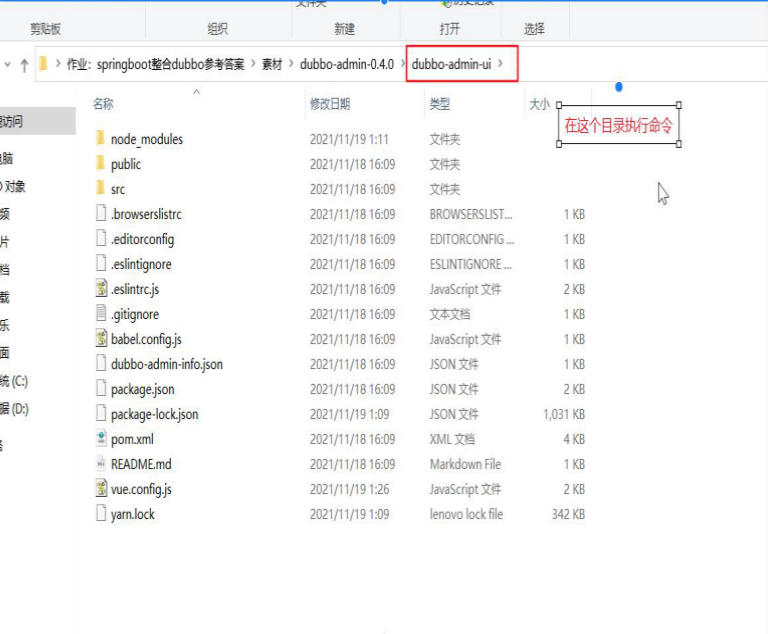 文件夹
历史记录
剪贴板 组织 新建 打开 选择
作业：springboot整合dubbo参考答案 > 素材 > dubbo-admin-0.4.0 > dubbo-admin-ui >
名称 修改日期 类型 大小
在这个目录执行命令
访问
电脑
D 对象
频
片
档
载
乐
面
统 (C:)
据 (D:)
络
node_modules 2021/11/19 1:11 文件夹
public 2021/11/18 16:09 文件夹
src 2021/11/18 16:09 文件夹
.browserslistrc 2021/11/18 16:09 BROWSERSLIST... 1 KB
.editorconfig 2021/11/18 16:09 EDITORCONFIG ... 1 KB
.eslintignore 2021/11/18 16:09 ESLINTIGNORE ... 1 KB
.eslintrc.js 2021/11/18 16:09 JavaScript 文件 2 KB
.gitignore 2021/11/18 16:09 文本文档 1 KB
babel.config.js 2021/11/18 16:09 JavaScript 文件 1 KB
dubbo-admin-info.json 2021/11/18 16:09 JSON 文件 1 KB
package.json 2021/11/18 16:09 JSON 文件 2 KB
package-lock.json 2021/11/19 1:09 JSON 文件 1,031 KB
pom.xml 2021/11/18 16:09 XML 文档 4 KB
README.md 2021/11/18 16:09 Markdown File 1 KB
vue.config.js 2021/11/19 1:26 JavaScript 文件 2 KB
yarn.lock 2021/11/19 1:09 lenovo lock file 342 KB